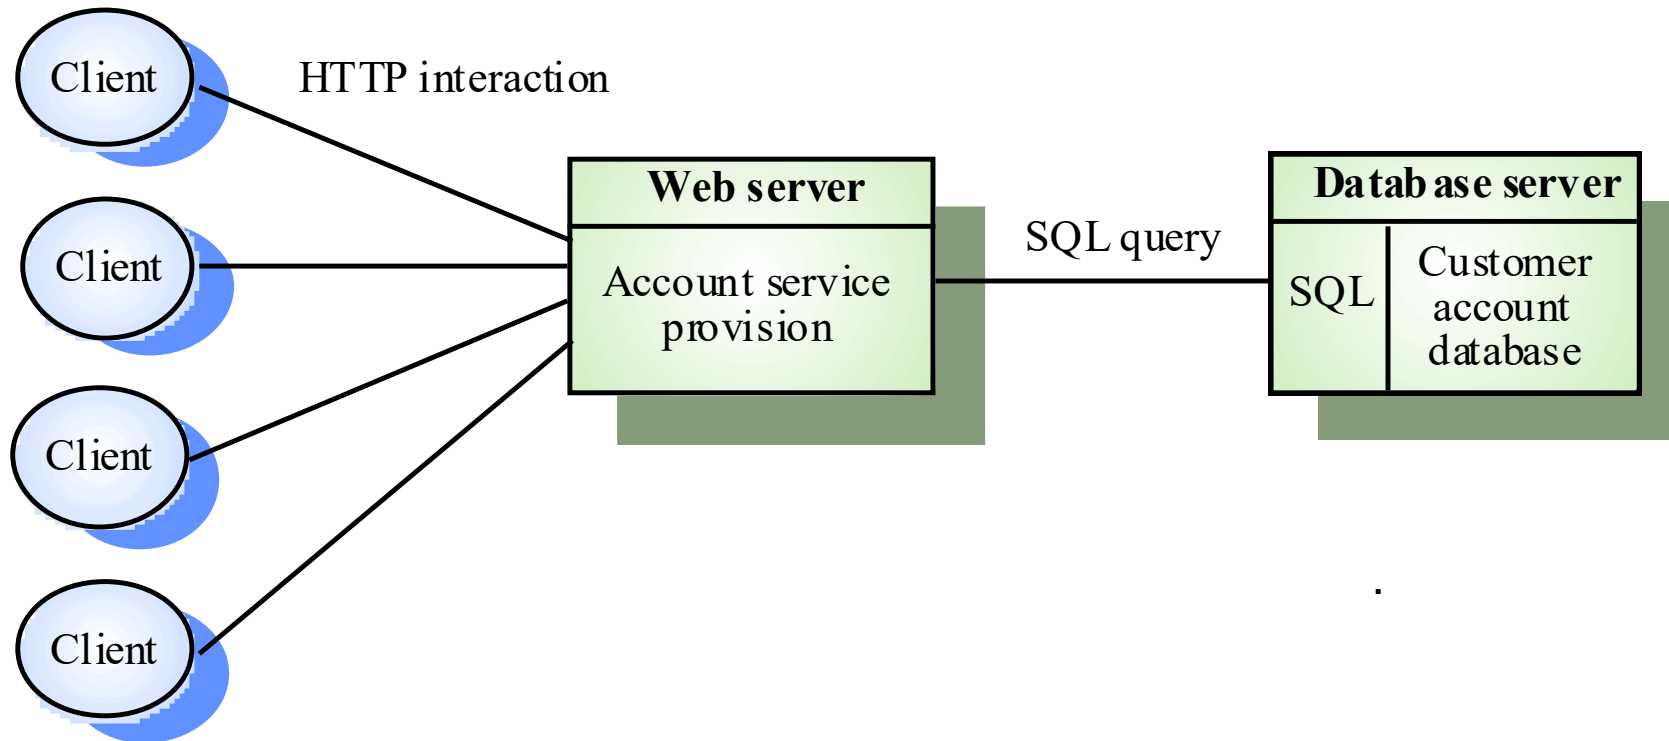 Client
HTTP interaction
Client
Client
Client
Web server
Account service
provision
SQL query
Database server
SQL
Customer
account
database
.